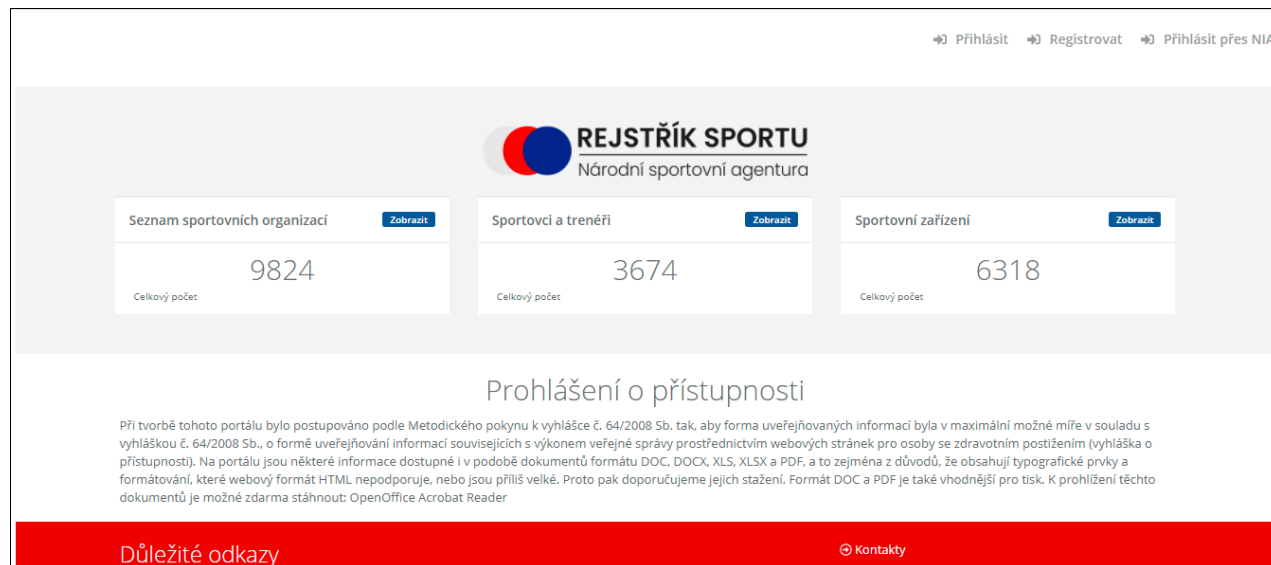 Přihlásit Registrovat Přihlásit přes NIA
REJSTŘÍK SPORTU
Národní sportovní agentura
Seznam sportovních organizací Zobrazit
9824
Celkový počet
Sportovci a trenéři Zobrazit
3674
Celkový počet
Sportovní zařízení Zobrazit
6318
Celkový počet
Prohlášení o přístupnosti
Při tvorbě tohoto portálu bylo postupováno podle Metodického pokynu k vyhlášce č. 64/2008 Sb. tak, aby forma uveřejňovaných informací byla v maximální možné míře v souladu s
vyhláškou č. 64/2008 Sb., o formě uveřejňování informací souvisejících s výkonem veřejné správy prostřednictvím webových stránek pro osoby se zdravotním postižením (vyhláška o
přístupnosti). Na portálu jsou některé informace dostupné i v podobě dokumentů formátu DOC, DOCX, XLS, XLSX a PDF, a to zejména z důvodů, že obsahují typografické prvky a
formátování, které webový formát HTML nepodporuje, nebo jsou příliš velké. Proto pak doporučujeme jejich stažení. Formát DOC a PDF je také vhodnější pro tisk. K prohlížení těchto
dokumentů je možné zdarma stáhnout: OpenOffice Acrobat Reader
Důležité odkazy
Kontakty